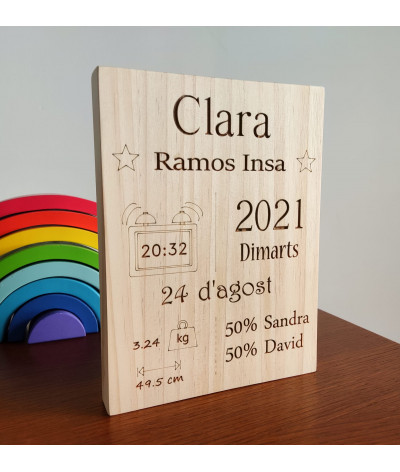 Clara
Ramos Insa
2021
20:32
Dimarts
24 d'agost
50% Sandra
3.24 kg
50% David
49.5 cm